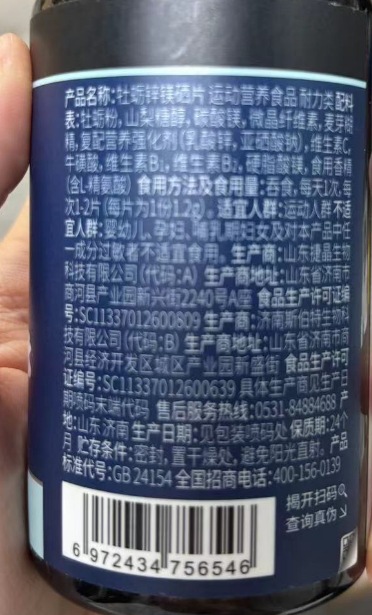 产品名称:牡蛎锌镁硒片 运动营养食品 耐力类 配料
表:牡蛎粉,山梨糖醇,碳酸镁,微晶纤维素,麦芽糊
精,复配营养强化剂(乳酸锌,亚硒酸钠),维生素C,
牛磺酸,维生素B₁,维生素B₂,硬脂酸镁,食用香精
(含L-精氨酸) 食用方法及食用量:吞食,每天1次,每
次1-2片(每片为1份1.2g)。适宜人群:运动人群 不适
宜人群:婴幼儿、孕妇、哺乳期妇女及对本产品中任
一成分过敏者不适宜食用。生产商:山东捷晶生物
科技有限公司(代码:A) 生产商地址:山东省济南市
商河县产业园新兴街2240号A座 食品生产许可证编
号:SC11337012600809 生产商:济南斯伯特生物科
技有限公司(代码:B) 生产商地址:山东省济南市商
河县经济开发区域区产业园新盛街 食品生产许可
证编号:SC11337012600639 具体生产商见生产日
期喷码末端代码 售后服务热线:0531-84884688 产
地:山东济南 生产日期:见包装喷码处 保质期:24个
月 贮存条件:密封,置干燥处,避免阳光直射。产品
标准代号:GB 24154 全国招商电话:400-156-0139
揭开扫码
查询真伪
6 972434 756546